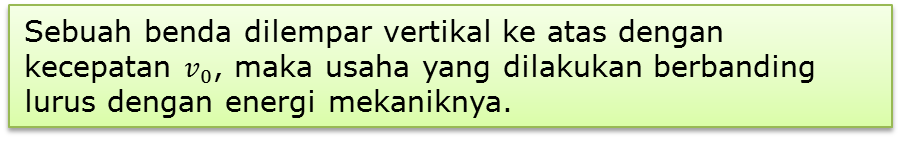 Sebuah benda dilempar vertikal ke atas dengan
kecepatan 𝑣₀, maka usaha yang dilakukan berbanding
lurus dengan energi mekaniknya.